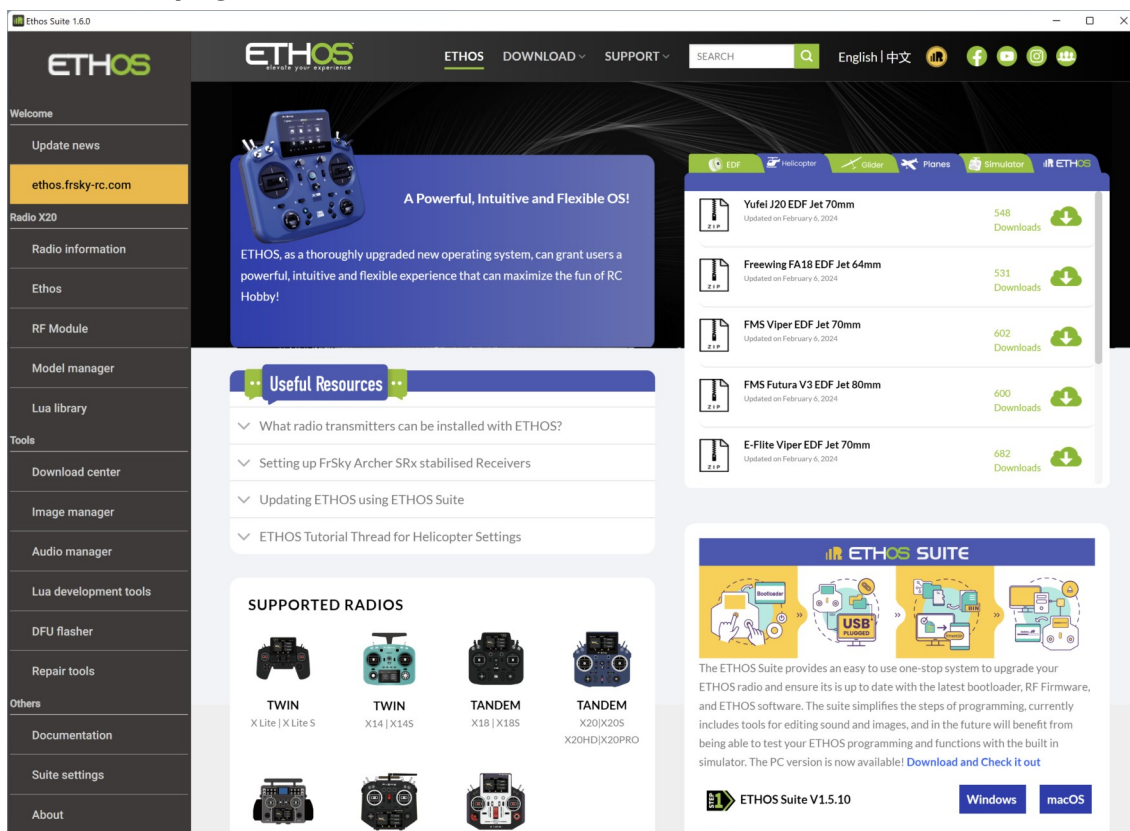 Ethos Suite 1.6.0
ETHOS
Welcome
Update news
ethos.frsky-rc.com
Radio X20
Radio information
Ethos
RF Module
Model manager
Lua library
Tools
Download center
Image manager
Audio manager
Lua development tools
DFU flasher
Repair tools
Others
Documentation
Suite settings
About
ETHOS
elevate your experience
ETHOS DOWNLOAD SUPPORT SEARCH English | 中文
A Powerful, Intuitive and Flexible OS!
ETHOS, as a thoroughly upgraded new operating system, can grant users a
powerful, intuitive and flexible experience that can maximize the fun of RC
Hobby!
EDF Helicopter Glider Planes Simulator ETHOS
ZIP
Yufei J20 EDF Jet 70mm
Updated on February 6, 2024
548
Downloads
ZIP
Freewing FA18 EDF Jet 64mm
Updated on February 6, 2024
531
Downloads
ZIP
FMS Viper EDF Jet 70mm
Updated on February 6, 2024
602
Downloads
ZIP
FMS Futura V3 EDF Jet 80mm
Updated on February 6, 2024
600
Downloads
ZIP
E-Flite Viper EDF Jet 70mm
Updated on February 6, 2024
682
Downloads
Useful Resources
What radio transmitters can be installed with ETHOS?
Setting up FrSky Archer SRx stabilised Receivers
Updating ETHOS using ETHOS Suite
ETHOS Tutorial Thread for Helicopter Settings
SUPPORTED RADIOS
TWIN
X Lite | X Lite S
TWIN
X14 | X14S
TANDEM
X18 | X18S
TANDEM
X20|X20S
X20HD|X20PRO
ETHOS SUITE
Bootloader
USB
PLUGGED
BIN
The ETHOS Suite provides an easy to use one-stop system to upgrade your
ETHOS radio and ensure its is up to date with the latest bootloader, RF Firmware,
and ETHOS software. The suite simplifies the steps of programming, currently
includes tools for editing sound and images, and in the future will benefit from
being able to test your ETHOS programming and functions with the built in
simulator. The PC version is now available! Download and Check it out
STEP 1 ETHOS Suite V1.5.10
Windows
macOS